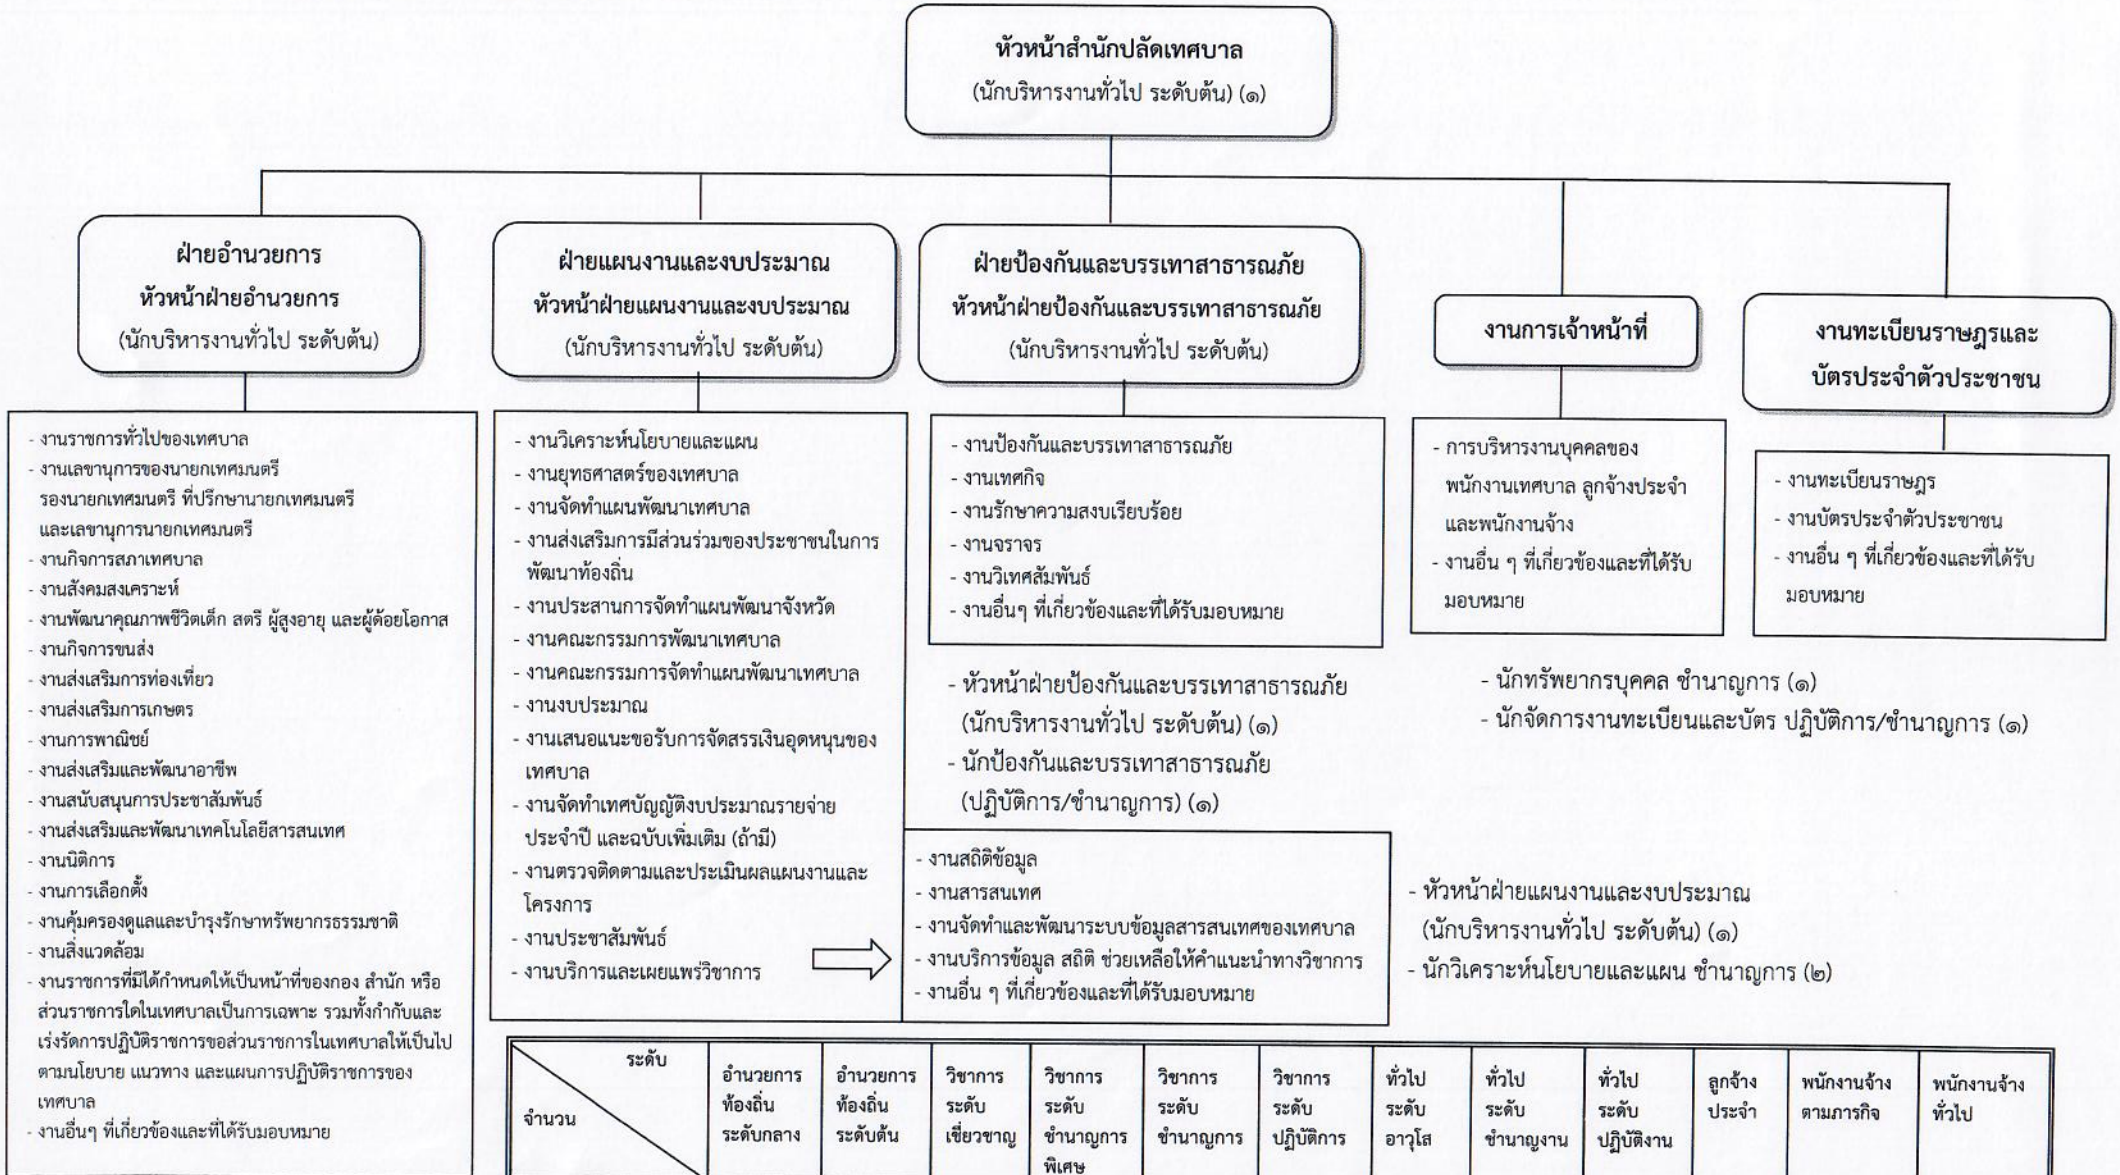 หัวหน้าสำนักปลัดเทศบาล
(นักบริหารงานทั่วไป ระดับต้น) (๑)
ฝ่ายอำนวยการ
หัวหน้าฝ่ายอำนวยการ
(นักบริหารงานทั่วไป ระดับต้น)
ฝ่ายแผนงานและงบประมาณ
หัวหน้าฝ่ายแผนงานและงบประมาณ
(นักบริหารงานทั่วไป ระดับต้น)
ฝ่ายป้องกันและบรรเทาสาธารณภัย
หัวหน้าฝ่ายป้องกันและบรรเทาสาธารณภัย
(นักบริหารงานทั่วไป ระดับต้น)
งานการเจ้าหน้าที่
งานทะเบียนราษฎรและ
บัตรประจำตัวประชาชน
- งานราชการทั่วไปของเทศบาล
- งานเลขานุการของนายกเทศมนตรี
รองนายกเทศมนตรี ที่ปรึกษานายกเทศมนตรี
และเลขานุการนายกเทศมนตรี
- งานกิจการสภาเทศบาล
- งานสังคมสงเคราะห์
- งานพัฒนาคุณภาพชีวิตเด็ก สตรี ผู้สูงอายุ และผู้ด้อยโอกาส
- งานกิจการขนส่ง
- งานส่งเสริมการท่องเที่ยว
- งานส่งเสริมการเกษตร
- งานการพาณิชย์
- งานส่งเสริมและพัฒนาอาชีพ
- งานสนับสนุนการประชาสัมพันธ์
- งานส่งเสริมและพัฒนาเทคโนโลยีสารสนเทศ
- งานนิติการ
- งานการเลือกตั้ง
- งานคุ้มครองดูแลและบำรุงรักษาทรัพยากรธรรมชาติ
- งานสิ่งแวดล้อม
- งานราชการที่มิได้กำหนดให้เป็นหน้าที่ของกอง สำนัก หรือ
ส่วนราชการใดในเทศบาลเป็นการเฉพาะ รวมทั้งกำกับและ
เร่งรัดการปฏิบัติราชการขอส่วนราชการในเทศบาลให้เป็นไป
ตามนโยบาย แนวทาง และแผนการปฏิบัติราชการของ
เทศบาล
- งานอื่นๆ ที่เกี่ยวข้องและที่ได้รับมอบหมาย
- งานวิเคราะห์นโยบายและแผน
- งานยุทธศาสตร์ของเทศบาล
- งานจัดทำแผนพัฒนาเทศบาล
- งานส่งเสริมการมีส่วนร่วมของประชาชนในการ
พัฒนาท้องถิ่น
- งานประสานการจัดทำแผนพัฒนาจังหวัด
- งานคณะกรรมการพัฒนาเทศบาล
- งานคณะกรรมการจัดทำแผนพัฒนาเทศบาล
- งานงบประมาณ
- งานเสนอแนะขอรับการจัดสรรเงินอุดหนุนของ
เทศบาล
- งานจัดทำเทศบัญญัติงบประมาณรายจ่าย
ประจำปี และฉบับเพิ่มเติม (ถ้ามี)
- งานตรวจติดตามและประเมินผลแผนงานและ
โครงการ
- งานประชาสัมพันธ์
- งานบริการและเผยแพร่วิชาการ
- งานป้องกันและบรรเทาสาธารณภัย
- งานเทศกิจ
- งานรักษาความสงบเรียบร้อย
- งานจราจร
- งานวิเทศสัมพันธ์
- งานอื่นๆ ที่เกี่ยวข้องและที่ได้รับมอบหมาย
- การบริหารงานบุคคลของ
พนักงานเทศบาล ลูกจ้างประจำ
และพนักงานจ้าง
- งานอื่น ๆ ที่เกี่ยวข้องและที่ได้รับ
มอบหมาย
- งานทะเบียนราษฎร
- งานบัตรประจำตัวประชาชน
- งานอื่น ๆ ที่เกี่ยวข้องและที่ได้รับ
มอบหมาย
- หัวหน้าฝ่ายป้องกันและบรรเทาสาธารณภัย
(นักบริหารงานทั่วไป ระดับต้น) (๑)
- นักป้องกันและบรรเทาสาธารณภัย
(ปฏิบัติการ/ชำนาญการ) (๑)
- นักทรัพยากรบุคคล ชำนาญการ (๑)
- นักจัดการงานทะเบียนและบัตร ปฏิบัติการ/ชำนาญการ (๑)
- งานสถิติข้อมูล
- งานสารสนเทศ
- งานจัดทำและพัฒนาระบบข้อมูลสารสนเทศของเทศบาล
- งานบริการข้อมูล สถิติ ช่วยเหลือให้คำแนะนำทางวิชาการ
- งานอื่น ๆ ที่เกี่ยวข้องและที่ได้รับมอบหมาย
- หัวหน้าฝ่ายแผนงานและงบประมาณ
(นักบริหารงานทั่วไป ระดับต้น) (๑)
- นักวิเคราะห์นโยบายและแผน ชำนาญการ (๒)
ระดับ
จำนวน
อำนวยการ
ท้องถิ่น
ระดับกลาง
อำนวยการ
ท้องถิ่น
ระดับต้น
วิชาการ
ระดับ
เชี่ยวชาญ
วิชาการ
ระดับ
ชำนาญการ
พิเศษ
วิชาการ
ระดับ
ชำนาญการ
วิชาการ
ระดับ
ปฏิบัติการ
ทั่วไป
ระดับ
อาวุโส
ทั่วไป
ระดับ
ชำนาญงาน
ทั่วไป
ระดับ
ปฏิบัติงาน
ลูกจ้าง
ประจำ
พนักงานจ้าง
ตามภารกิจ
พนักงานจ้าง
ทั่วไป